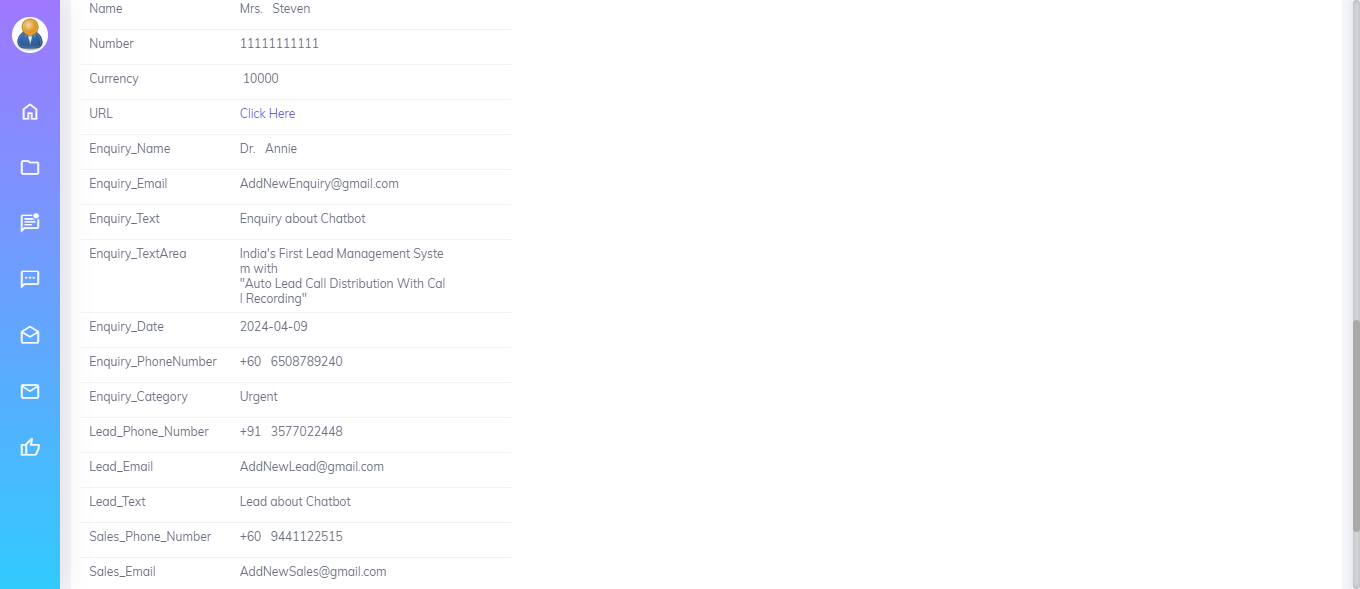 Name Mrs. Steven
Number 11111111111
Currency 10000
URL Click Here
Enquiry_Name Dr. Annie
Enquiry_Email AddNewEnquiry@gmail.com
Enquiry_Text Enquiry about Chatbot
Enquiry_TextArea India's First Lead Management Syste
m with
"Auto Lead Call Distribution With Cal
l Recording"
Enquiry_Date 2024-04-09
Enquiry_PhoneNumber +60 6508789240
Enquiry_Category Urgent
Lead_Phone_Number +91 3577022448
Lead_Email AddNewLead@gmail.com
Lead_Text Lead about Chatbot
Sales_Phone_Number +60 9441122515
Sales_Email AddNewSales@gmail.com